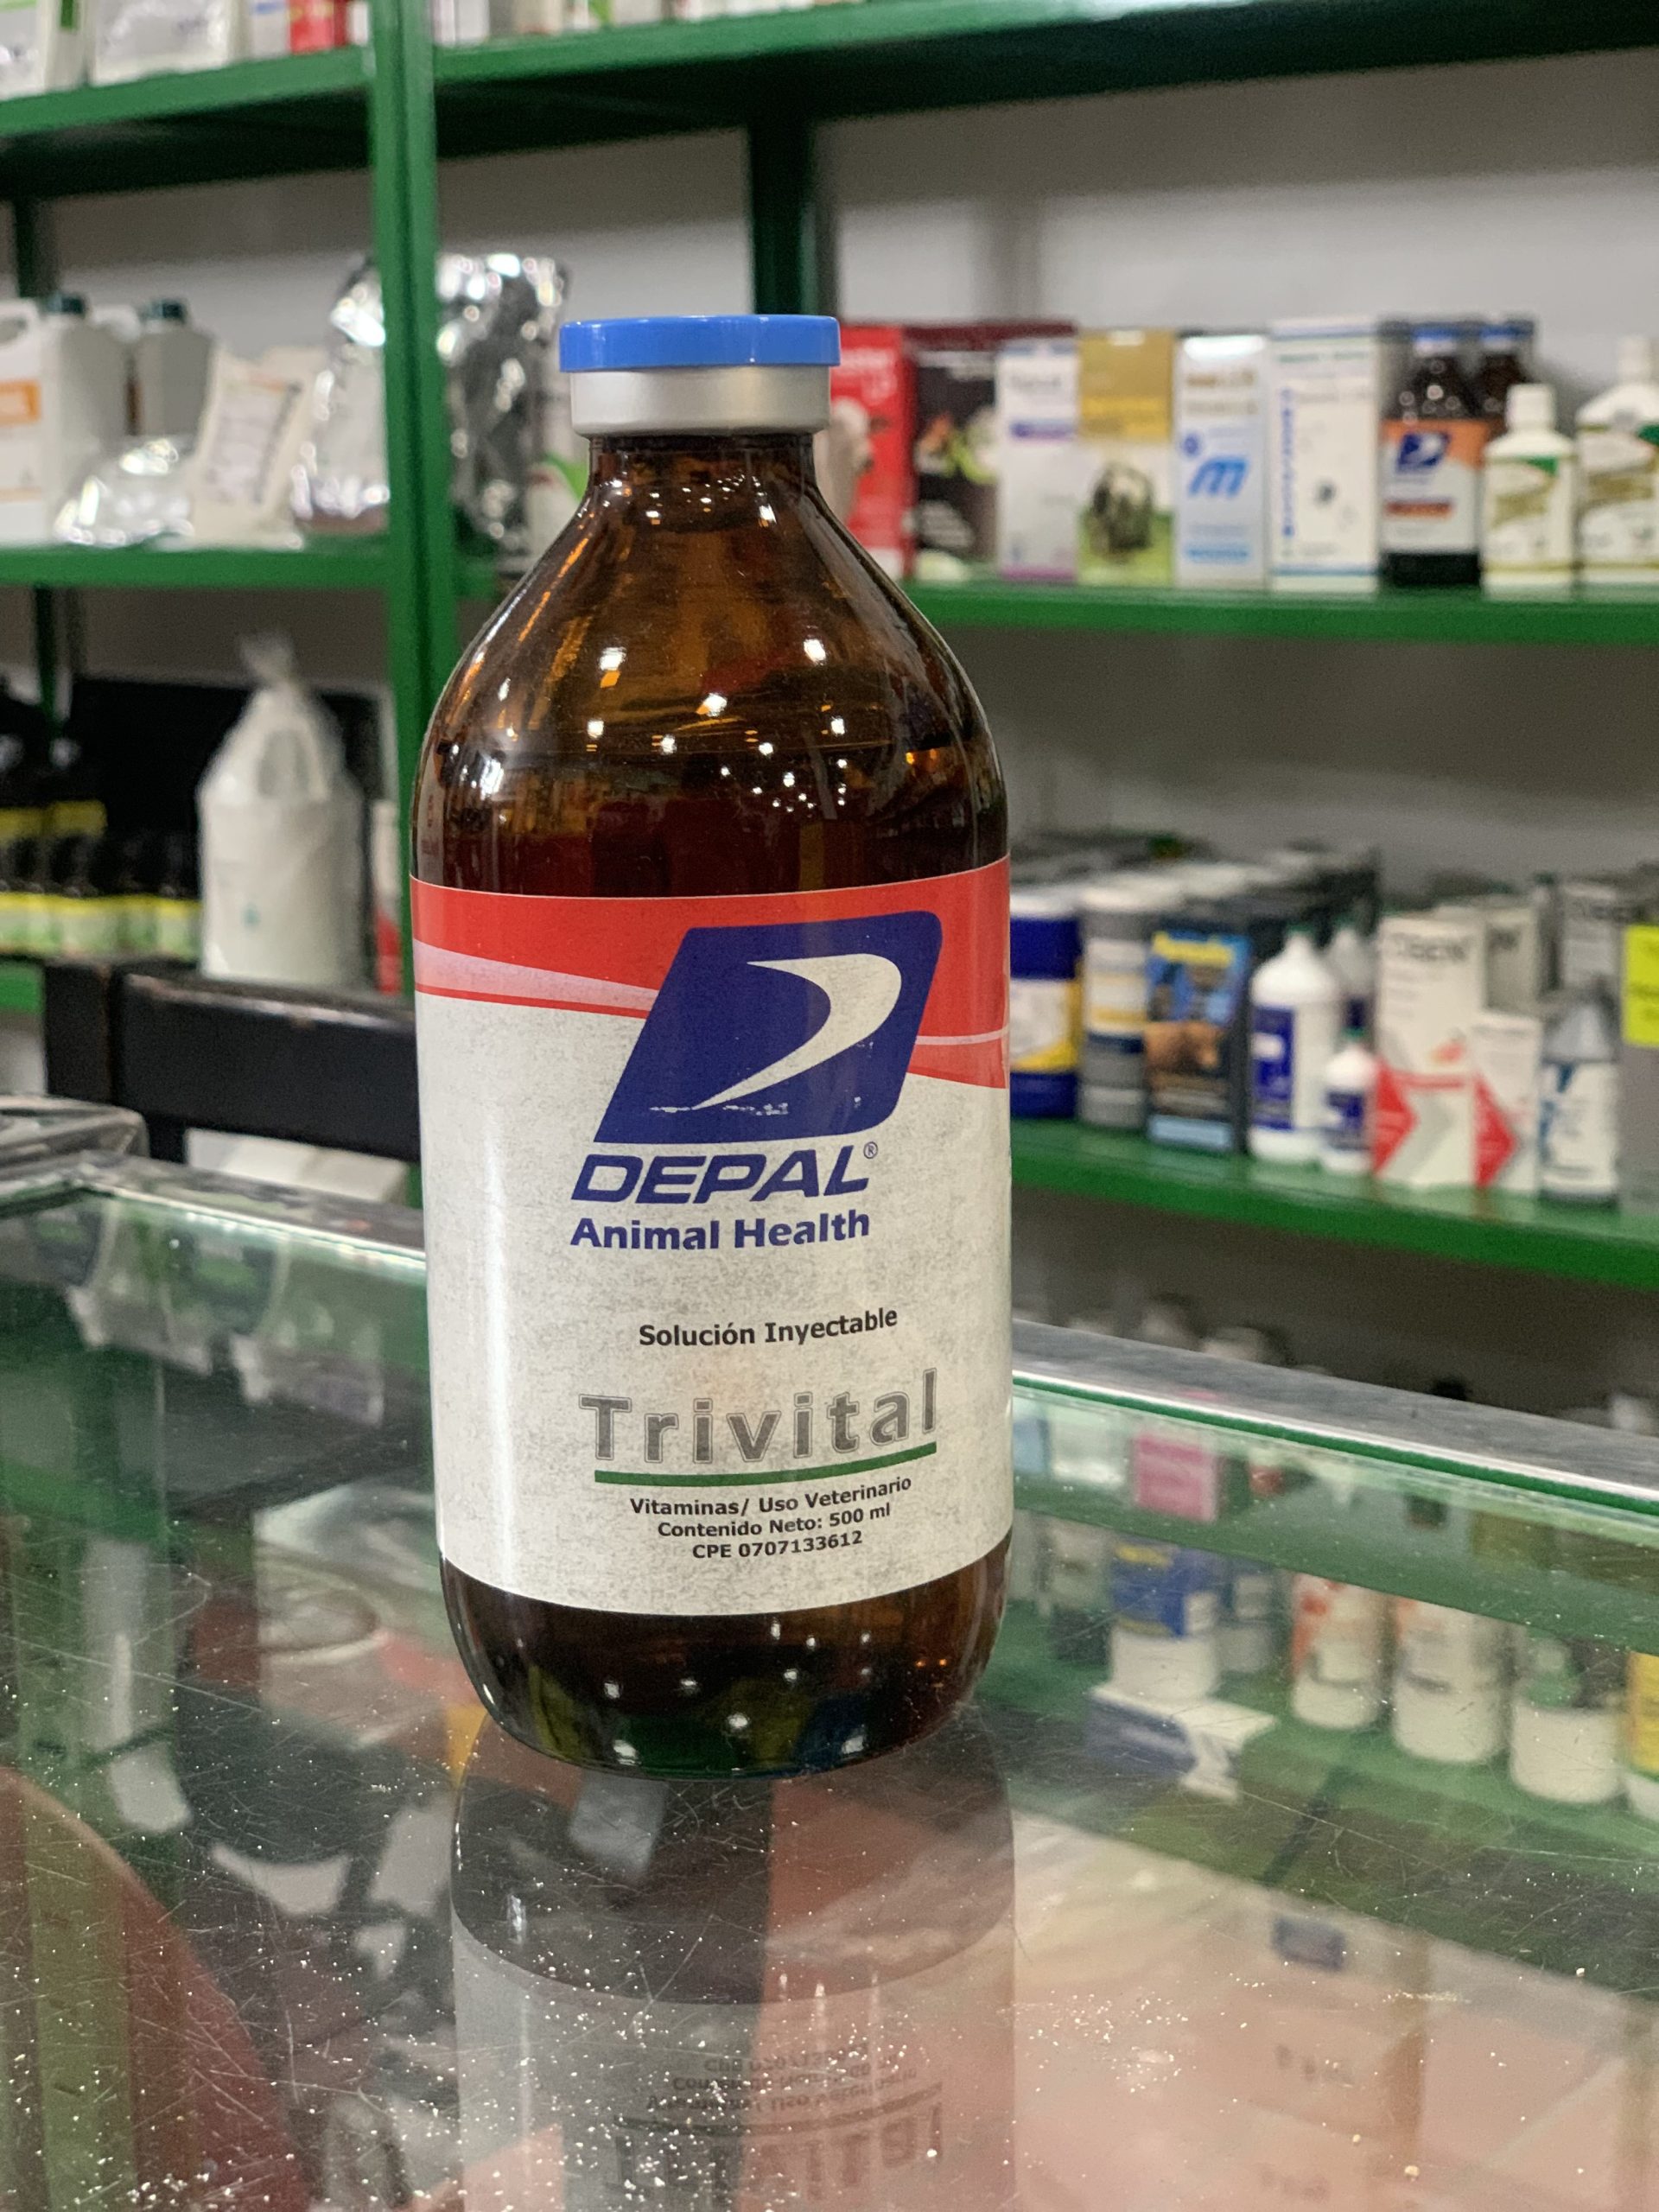 DEPAL®
Animal Health
Solución Inyectable
Trivital
Vitaminas/ Uso Veterinario
Contenido Neto: 500 ml
CPE 0707133612